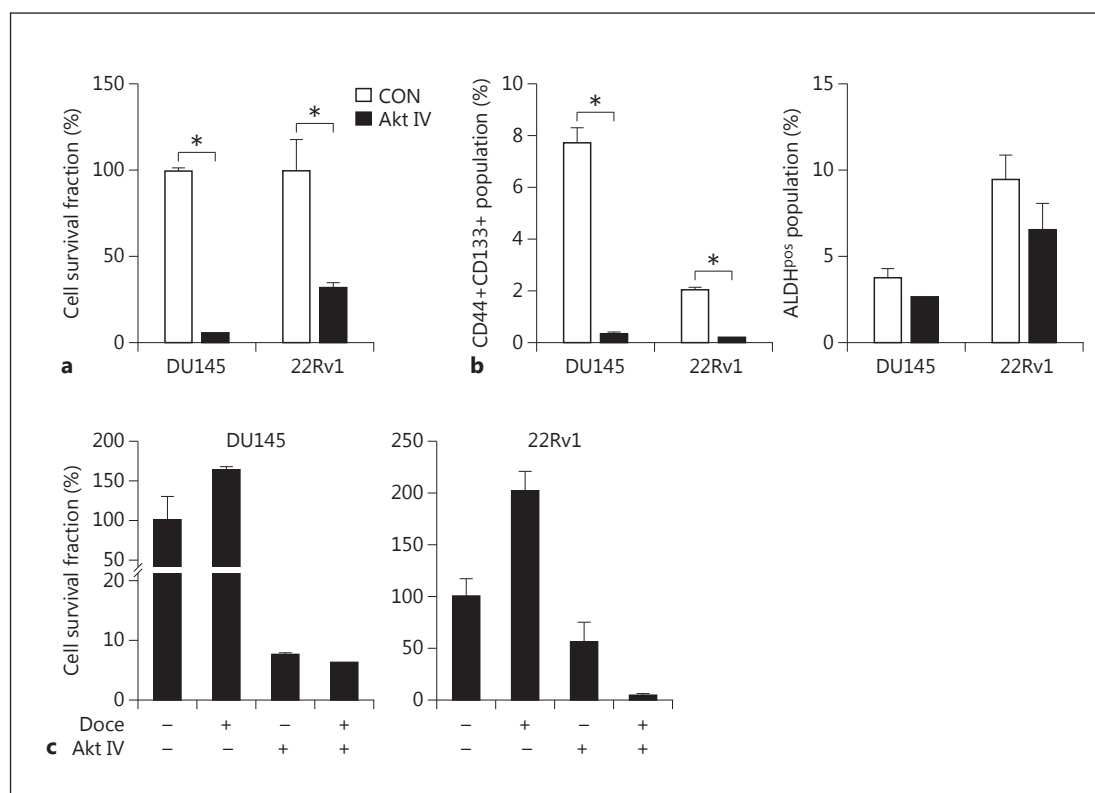 150
100
50
0
Cell survival fraction (%)
*
*
CON
Akt IV
DU145
22Rv1
a
10
8
6
4
2
0
CD44+CD133+ population (%)
*
*
DU145
22Rv1
b
15
10
5
0
ALDHpos population (%)
DU145
22Rv1
DU145
200
150
100
50
20
10
0
Cell survival fraction (%)
22Rv1
250
200
150
100
50
0
Doce – + – + – + – +
c Akt IV – – + + – – + +